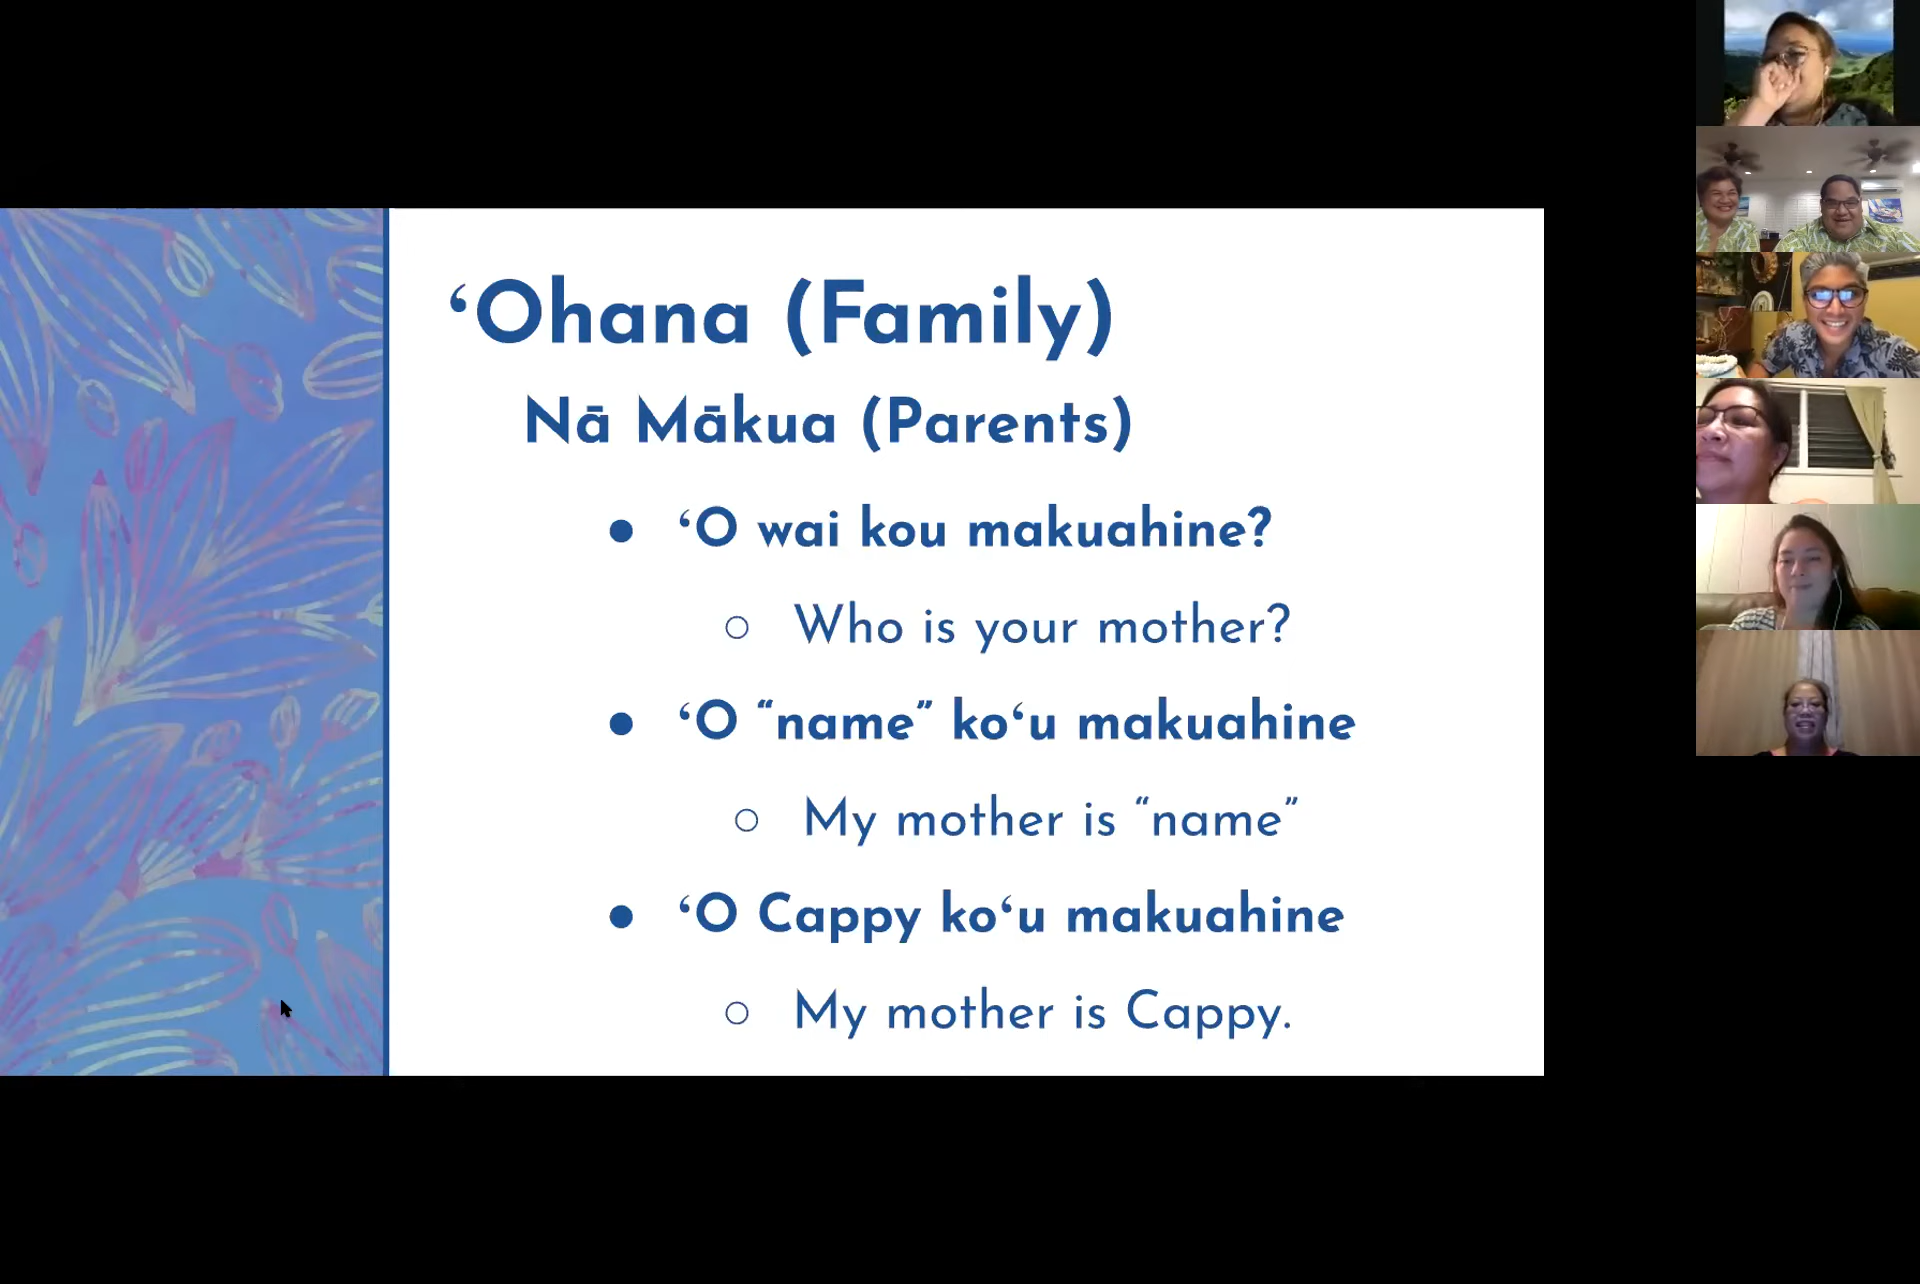 ʻOhana (Family)
Nā Mākua (Parents)
● ʻO wai kou makuahine?
○ Who is your mother?
● ʻO “name” koʻu makuahine
○ My mother is “name”
● ʻO Cappy koʻu makuahine
○ My mother is Cappy.